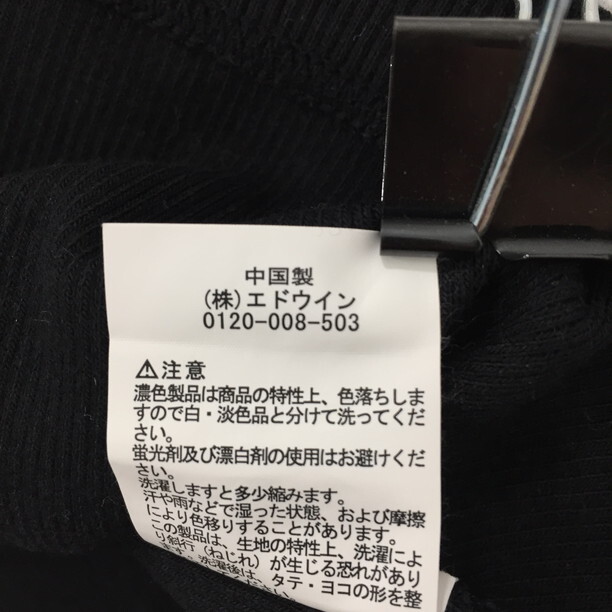 中国製
(株)エドウイン
0120-008-503
⚠注意
濃色製品は商品の特性上、色落ちしま
すので白・淡色品と分けて洗ってくだ
さい。
蛍光剤及び漂白剤の使用はお避けくだ
さい。
洗濯しますと多少縮みます。
汗や雨などで湿った状態、および摩擦
により色移りすることがあります。
この製品は、生地の特性上、洗濯によ
り斜行(ねじれ)が生じる恐れがあり
ます。洗濯後は、タテ・ヨコの形を整